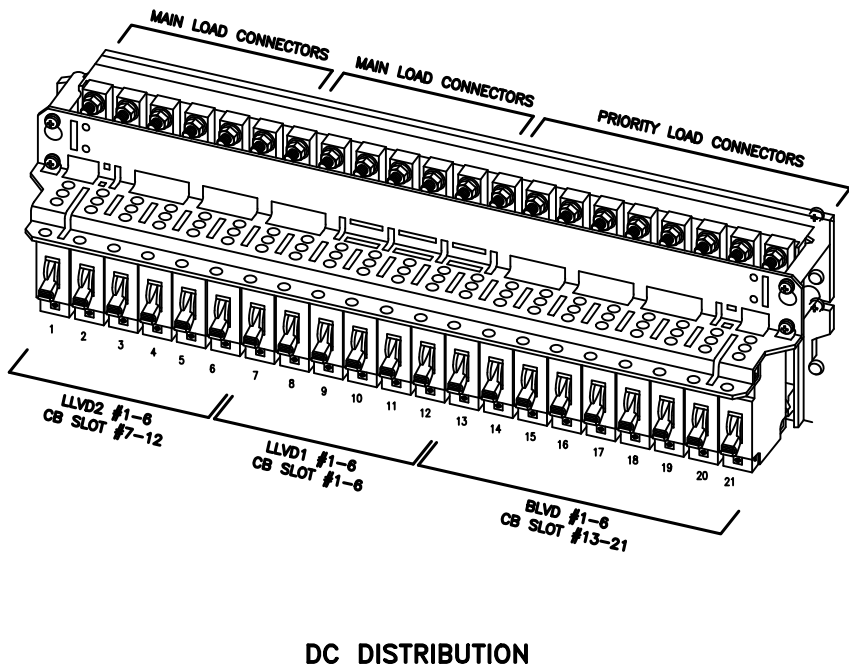 MAIN LOAD CONNECTORS
MAIN LOAD CONNECTORS
PRIORITY LOAD CONNECTORS
1 2 3 4 5 6 7 8 9 10 11 12 13 14 15 16 17 18 19 20 21
LLVD2 #1-6
CB SLOT #7-12
LLVD1 #1-6
CB SLOT #1-6
BLVD #1-6
CB SLOT #13-21
DC DISTRIBUTION